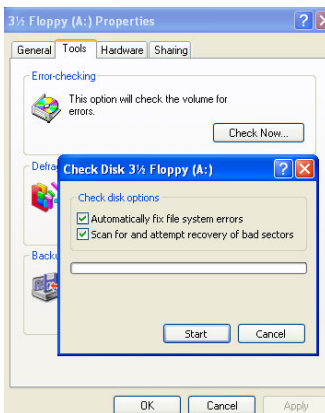 3½ Floppy (A:) Properties
General Tools Hardware Sharing
Error-checking
This option will check the volume for
errors.
Check Now...
Check Disk 3½ Floppy (A:)
Check disk options
Automatically fix file system errors
Scan for and attempt recovery of bad sectors
Start Cancel
OK Cancel Apply